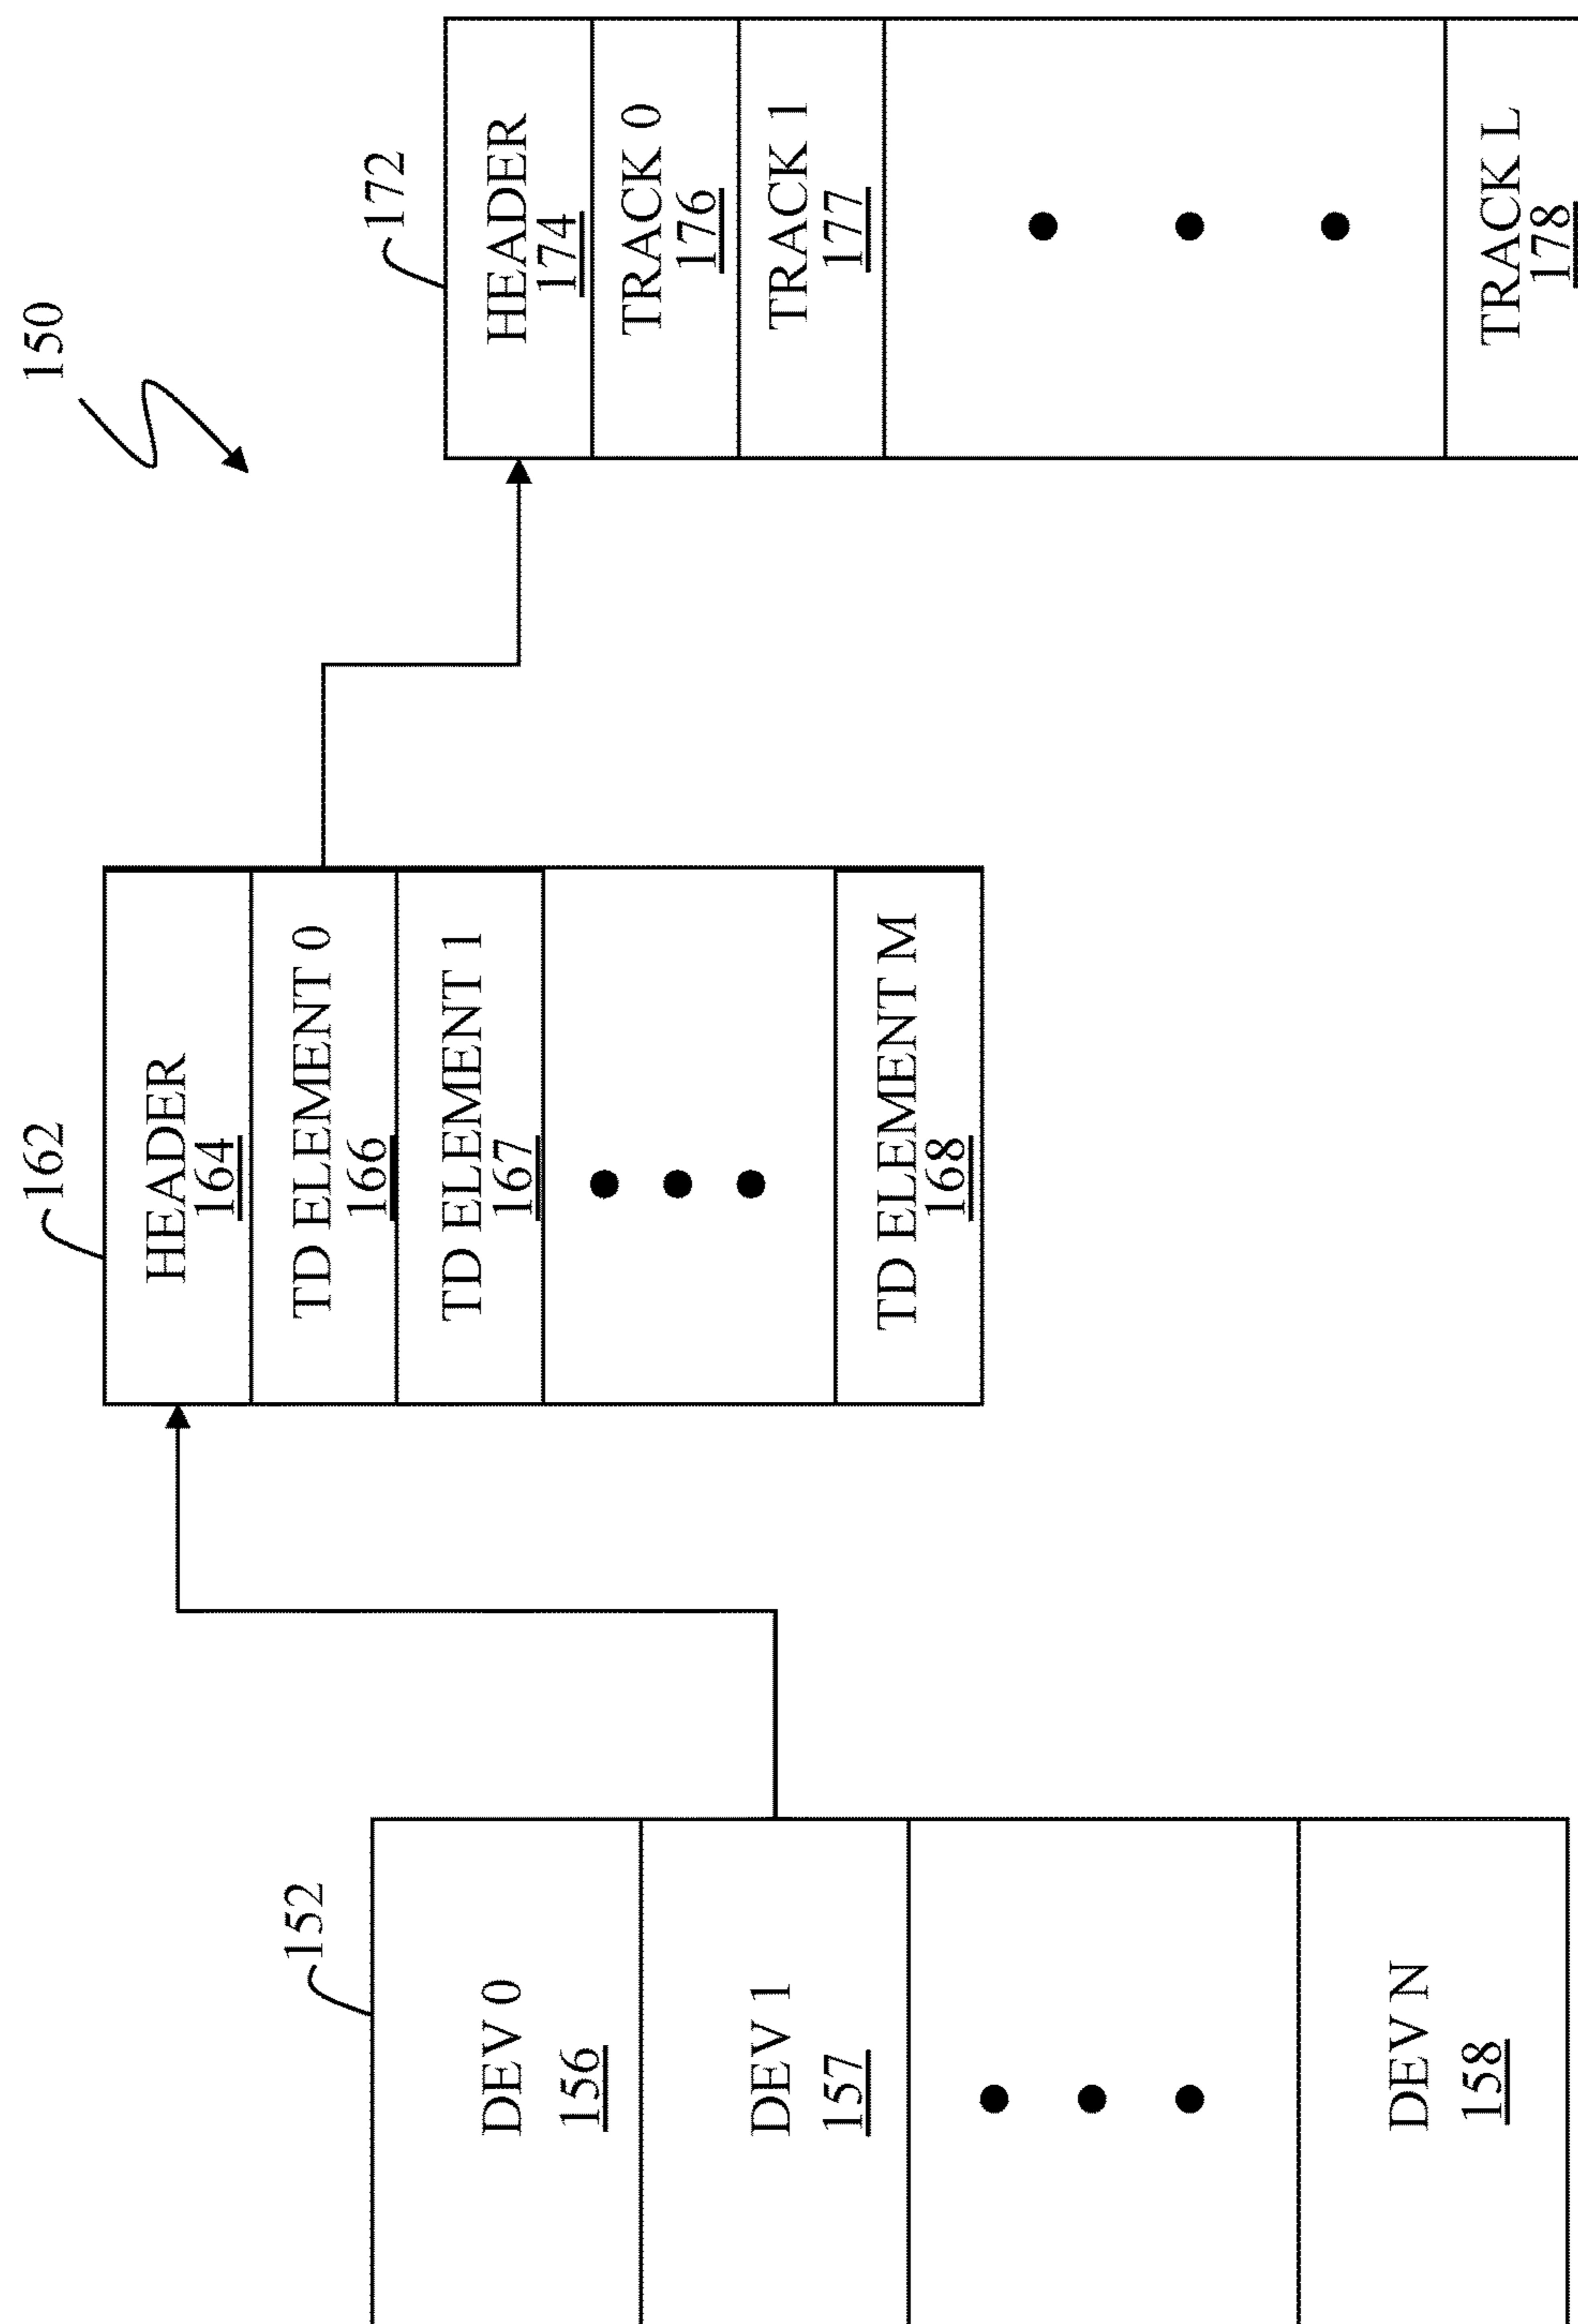 150
152
DEV 0
156
DEV 1
157
DEV N
158
162
HEADER
164
TD ELEMENT 0
166
TD ELEMENT 1
167
TD ELEMENT M
168
172
HEADER
174
TRACK 0
176
TRACK 1
177
TRACK L
178